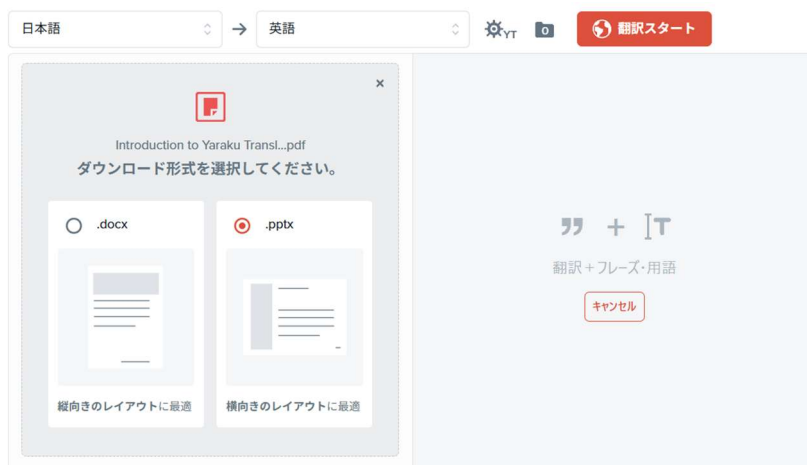 日本語
英語
YT
0
翻訳スタート
Introduction to Yaraku Transl...pdf
ダウンロード形式を選択してください。
.docx
.pptx
縦向きのレイアウトに最適
横向きのレイアウトに最適
翻訳+フレーズ・用語
キャンセル